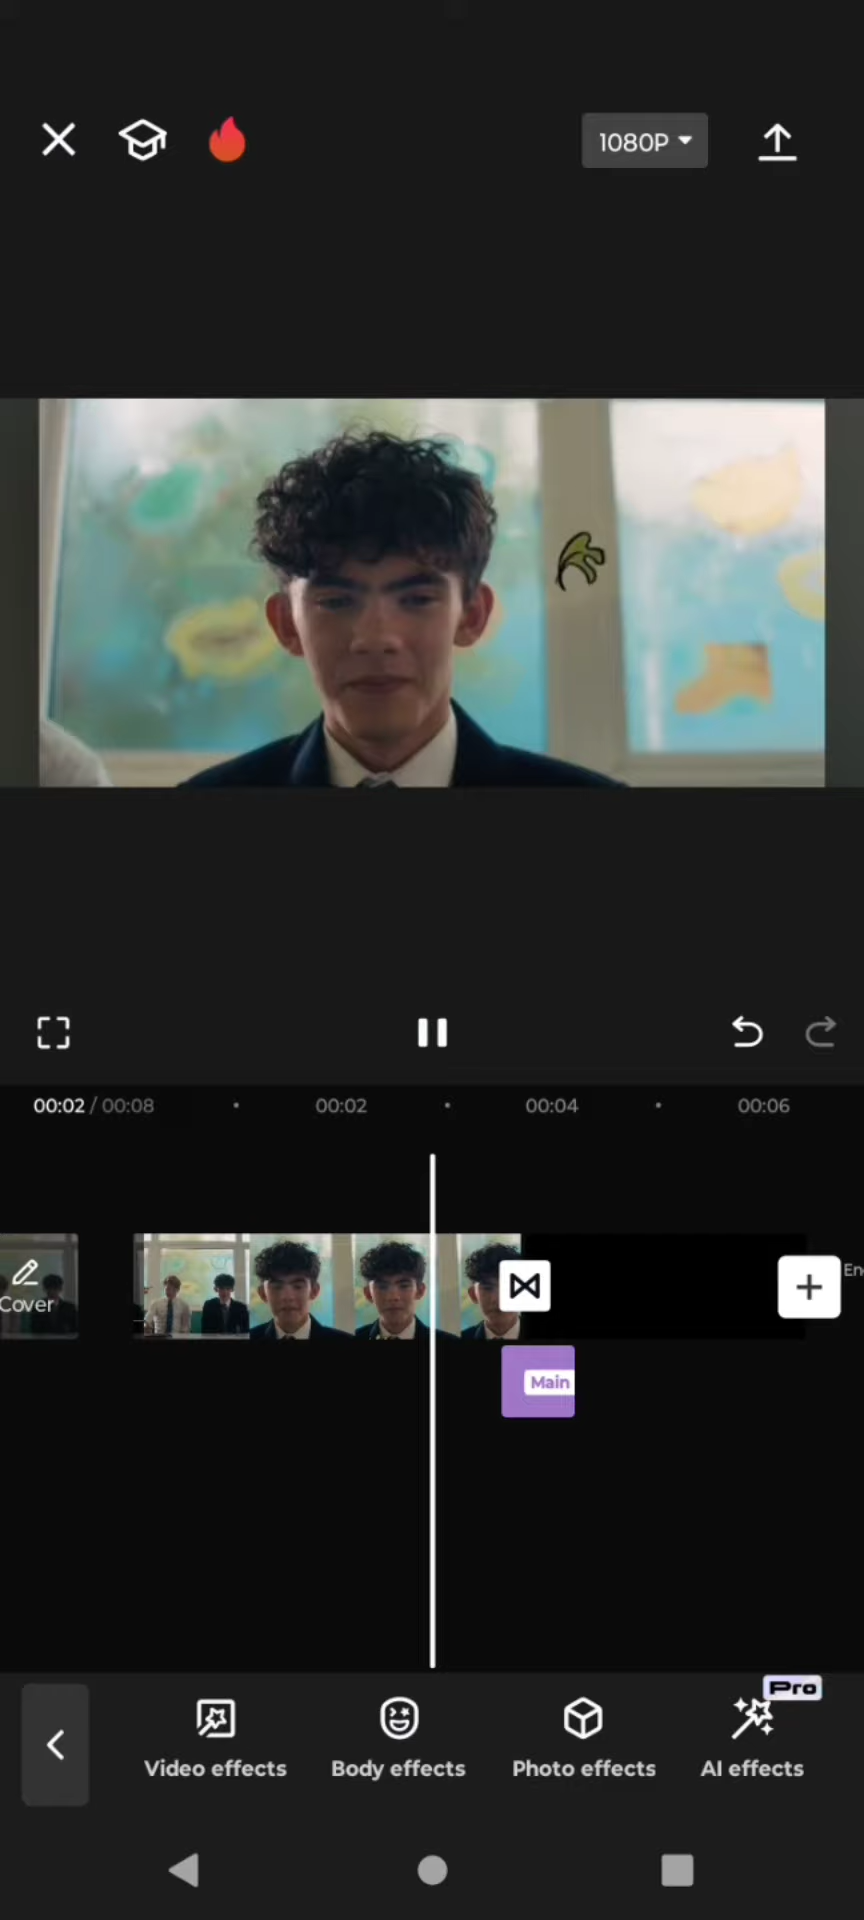 1080P
00:02 / 00:08
00:02
00:04
00:06
Cover
En
Main
Pro
Video effects
Body effects
Photo effects
AI effects